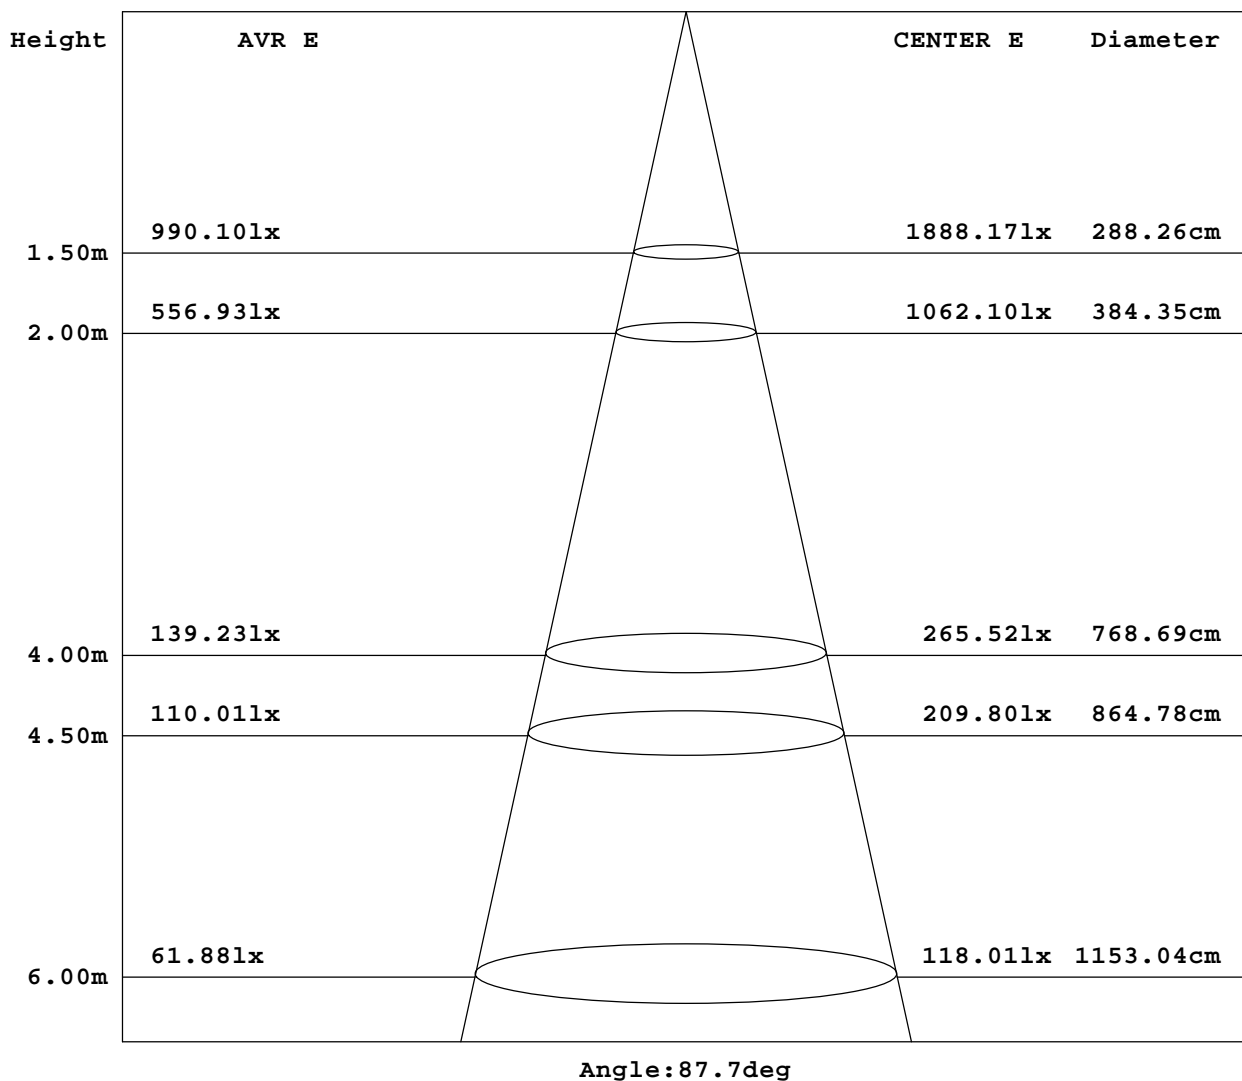 Height AVR E CENTER E Diameter
990.10lx 1888.17lx 288.26cm
1.50m
556.93lx 1062.10lx 384.35cm
2.00m
139.23lx 265.52lx 768.69cm
4.00m
110.01lx 209.80lx 864.78cm
4.50m
61.88lx 118.01lx 1153.04cm
6.00m
Angle:87.7deg